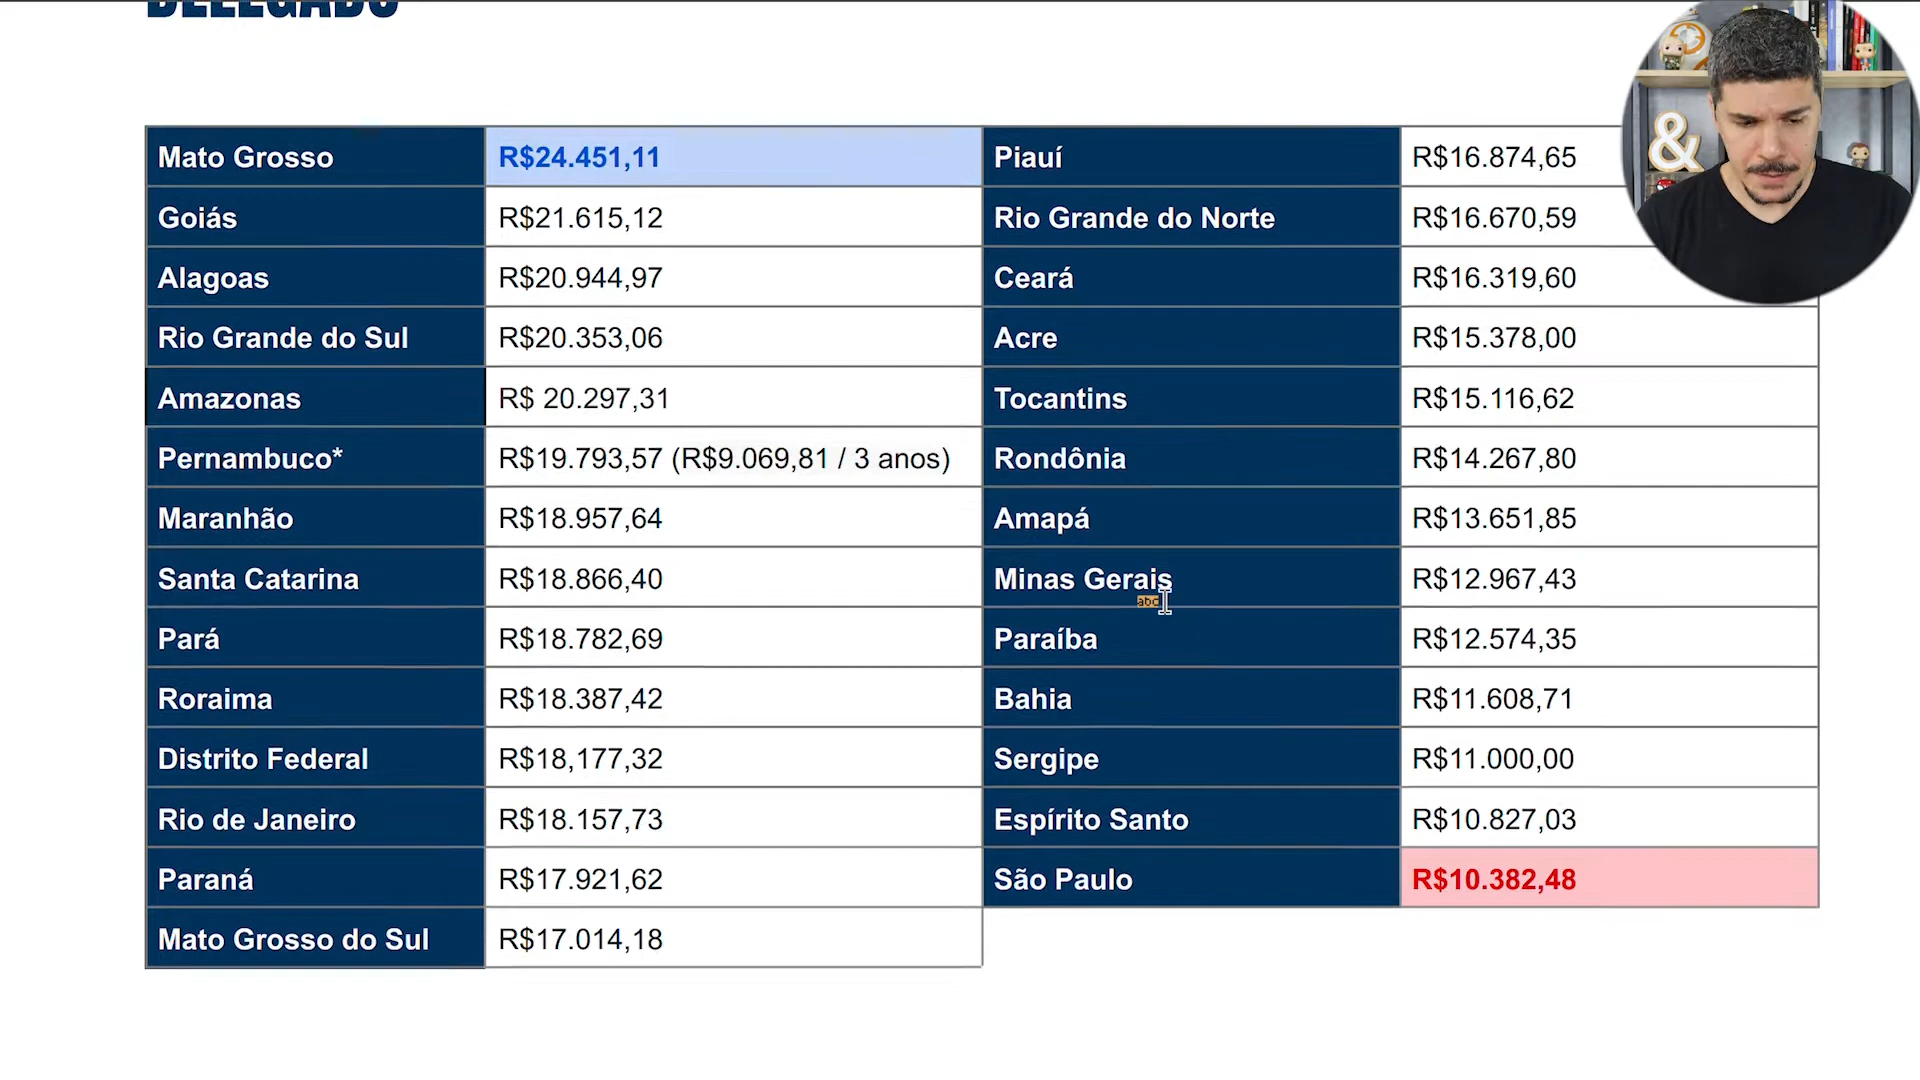 DELEGADO
Mato Grosso R$24.451,11 Piauí R$16.874,65
Goiás R$21.615,12 Rio Grande do Norte R$16.670,59
Alagoas R$20.944,97 Ceará R$16.319,60
Rio Grande do Sul R$20.353,06 Acre R$15.378,00
Amazonas R$ 20.297,31 Tocantins R$15.116,62
Pernambuco* R$19.793,57 (R$9.069,81 / 3 anos) Rondônia R$14.267,80
Maranhão R$18.957,64 Amapá R$13.651,85
Santa Catarina R$18.866,40 Minas Gerais R$12.967,43
abc
Pará R$18.782,69 Paraíba R$12.574,35
Roraima R$18.387,42 Bahia R$11.608,71
Distrito Federal R$18,177,32 Sergipe R$11.000,00
Rio de Janeiro R$18.157,73 Espírito Santo R$10.827,03
Paraná R$17.921,62 São Paulo R$10.382,48
Mato Grosso do Sul R$17.014,18
&